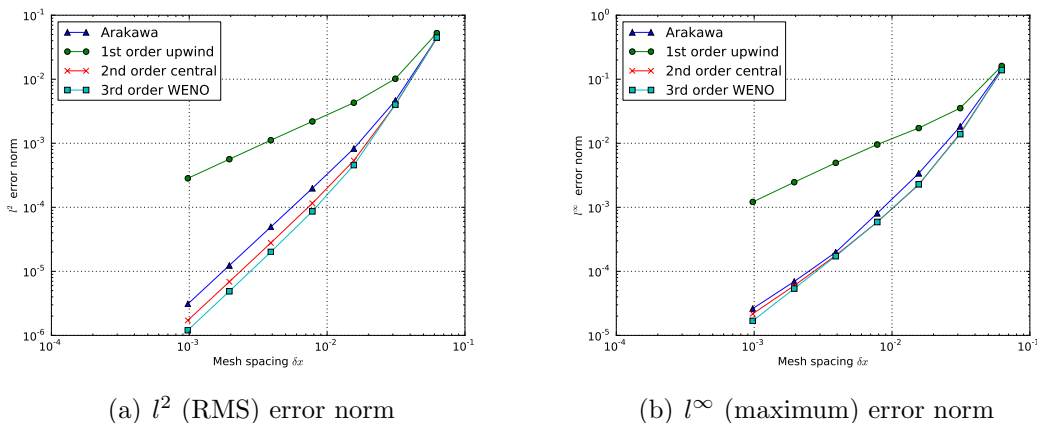 10⁻¹
10⁻²
10⁻³
10⁻⁴
10⁻⁵
10⁻⁶
l² error norm
Arakawa
1st order upwind
2nd order central
3rd order WENO
10⁻⁴
10⁻³
10⁻²
10⁻¹
Mesh spacing δx
(a) l² (RMS) error norm
10⁰
10⁻¹
10⁻²
10⁻³
10⁻⁴
10⁻⁵
l∞ error norm
Arakawa
1st order upwind
2nd order central
3rd order WENO
10⁻⁴
10⁻³
10⁻²
10⁻¹
Mesh spacing δx
(b) l∞ (maximum) error norm